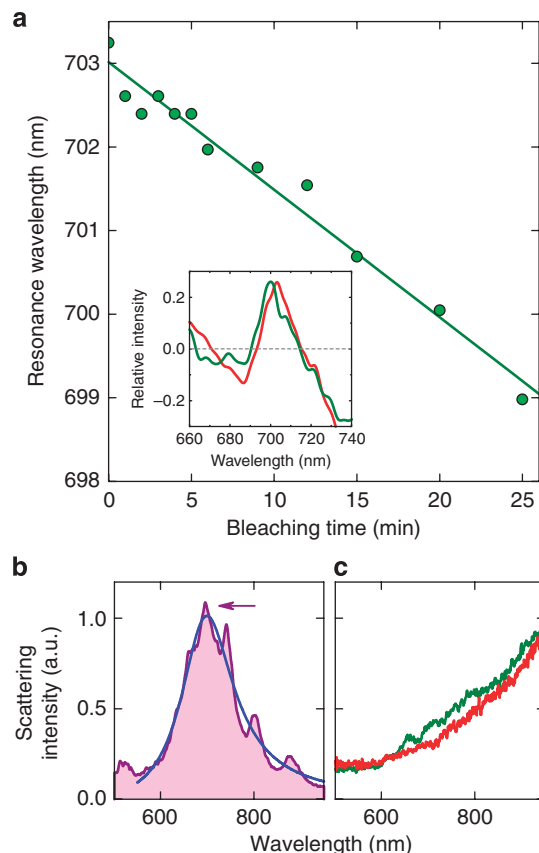 a
703
702
701
700
699
698
Resonance wavelength (nm)
0.2
0.0
−0.2
Relative intensity
660 680 700 720 740
Wavelength (nm)
0 5 10 15 20 25
Bleaching time (min)
b
c
1.0
0.5
0.0
Scattering
intensity (a.u.)
600 800 600 800
Wavelength (nm)